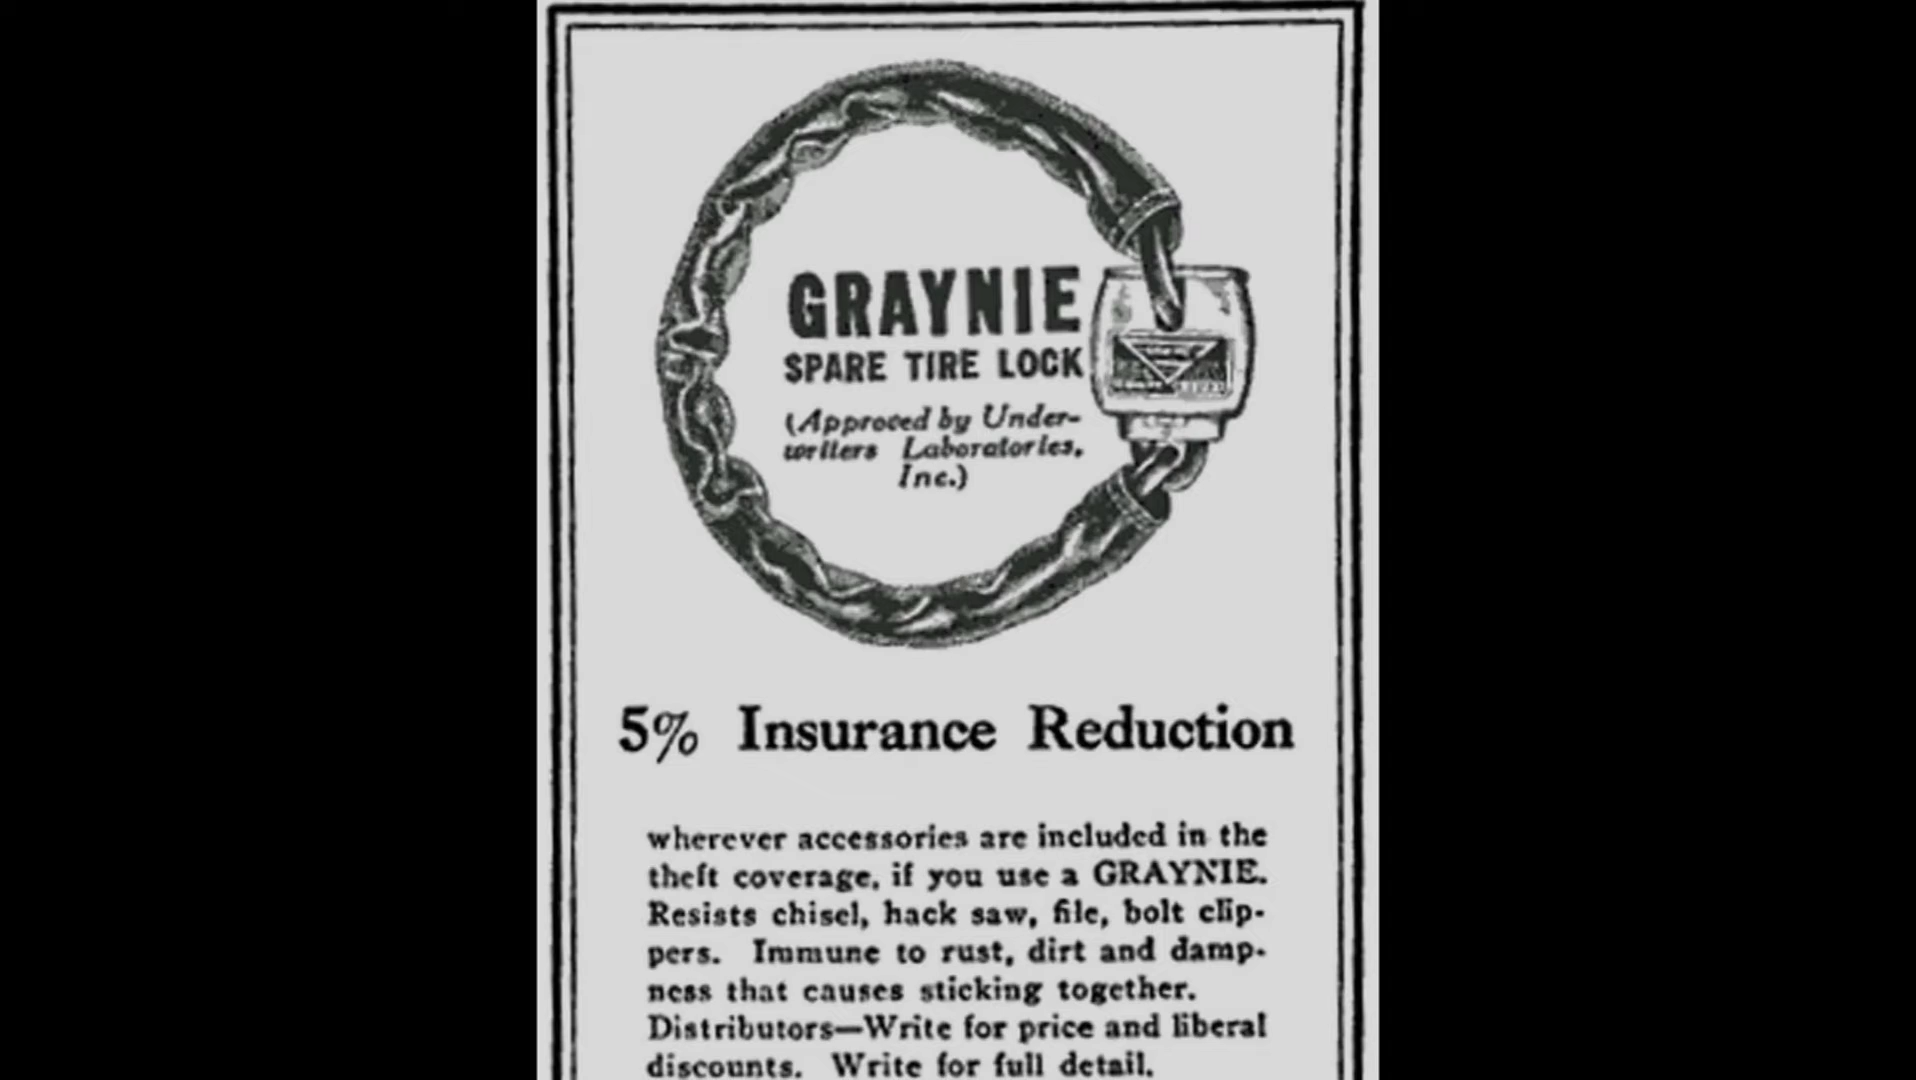 GRAYNIE
SPARE TIRE LOCK
(Approved by Under-
writers Laboratories,
Inc.)
5% Insurance Reduction
wherever accessories are included in the
theft coverage, if you use a GRAYNIE.
Resists chisel, hack saw, file, bolt clip-
pers. Immune to rust, dirt and damp-
ness that causes sticking together.
Distributors—Write for price and liberal
discounts. Write for full detail.